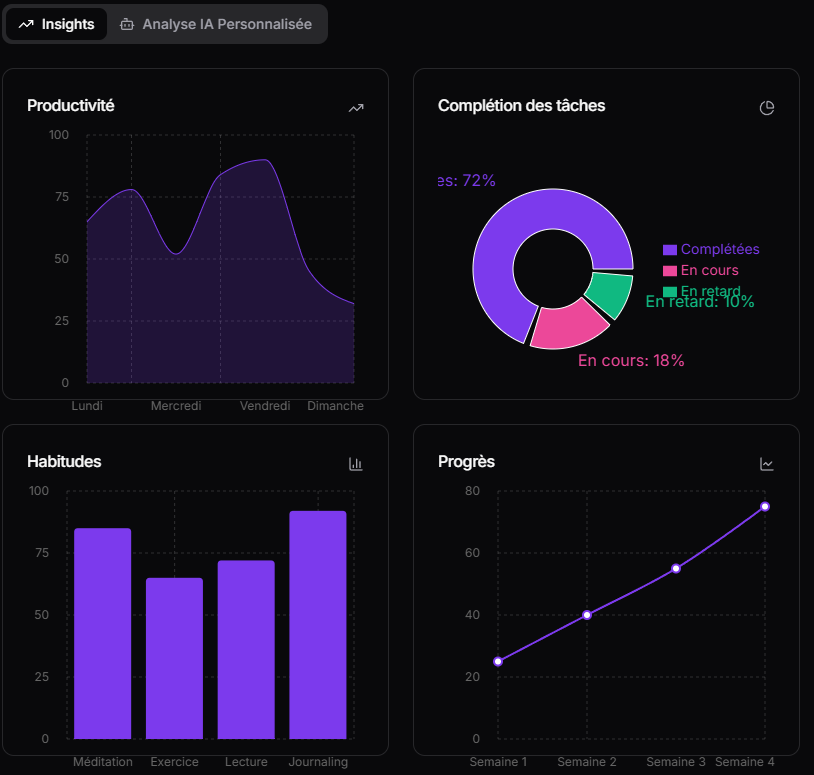 Insights
Analyse IA Personnalisée
Productivité
100
75
50
25
0
Lundi Mercredi Vendredi Dimanche
Complétion des tâches
es: 72%
Complétées
En cours
En retard
En retard: 10%
En cours: 18%
Habitudes
100
75
50
25
0
Méditation Exercice Lecture Journaling
Progrès
80
60
40
20
0
Semaine 1 Semaine 2 Semaine 3 Semaine 4